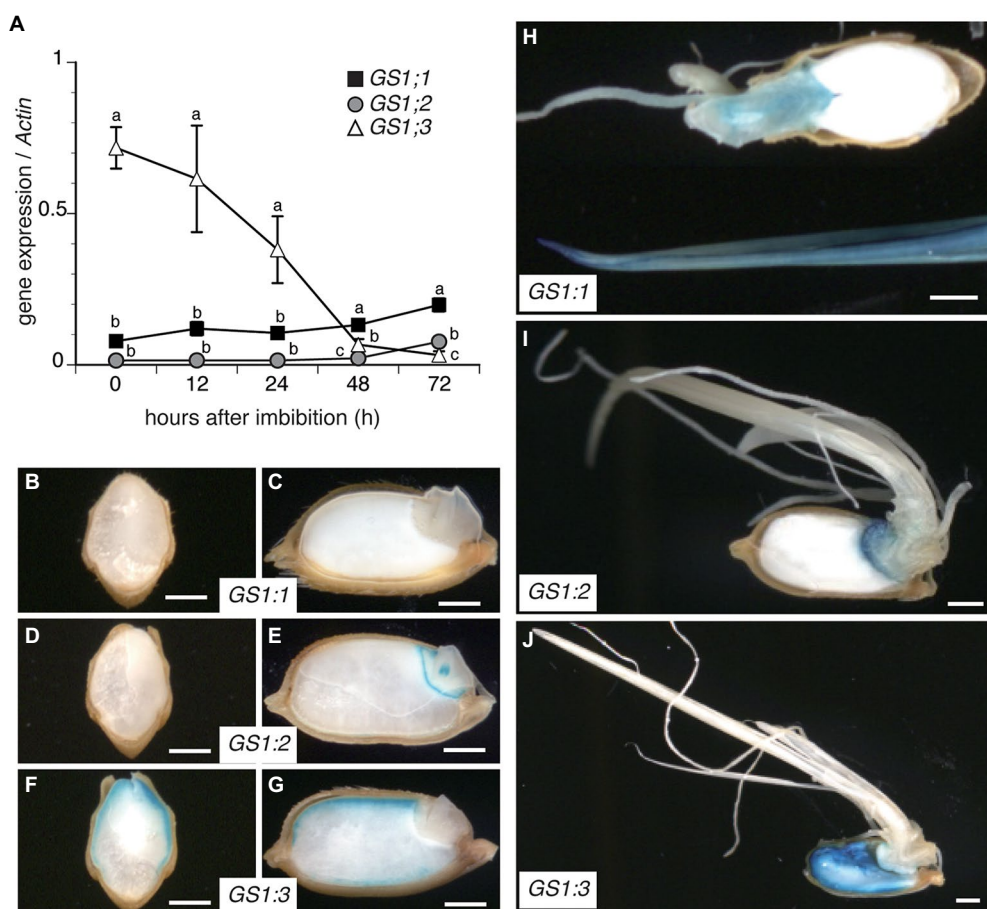 A
1
0.5
0
gene expression / Actin
GS1;1
GS1;2
GS1;3
a
a
a
a
a
b
b
b
b
b
b
b
b
c
c
0 12 24 48 72
hours after imbibition (h)
B
C
GS1:1
D
E
GS1:2
F
G
GS1:3
H
GS1:1
I
GS1:2
J
GS1:3